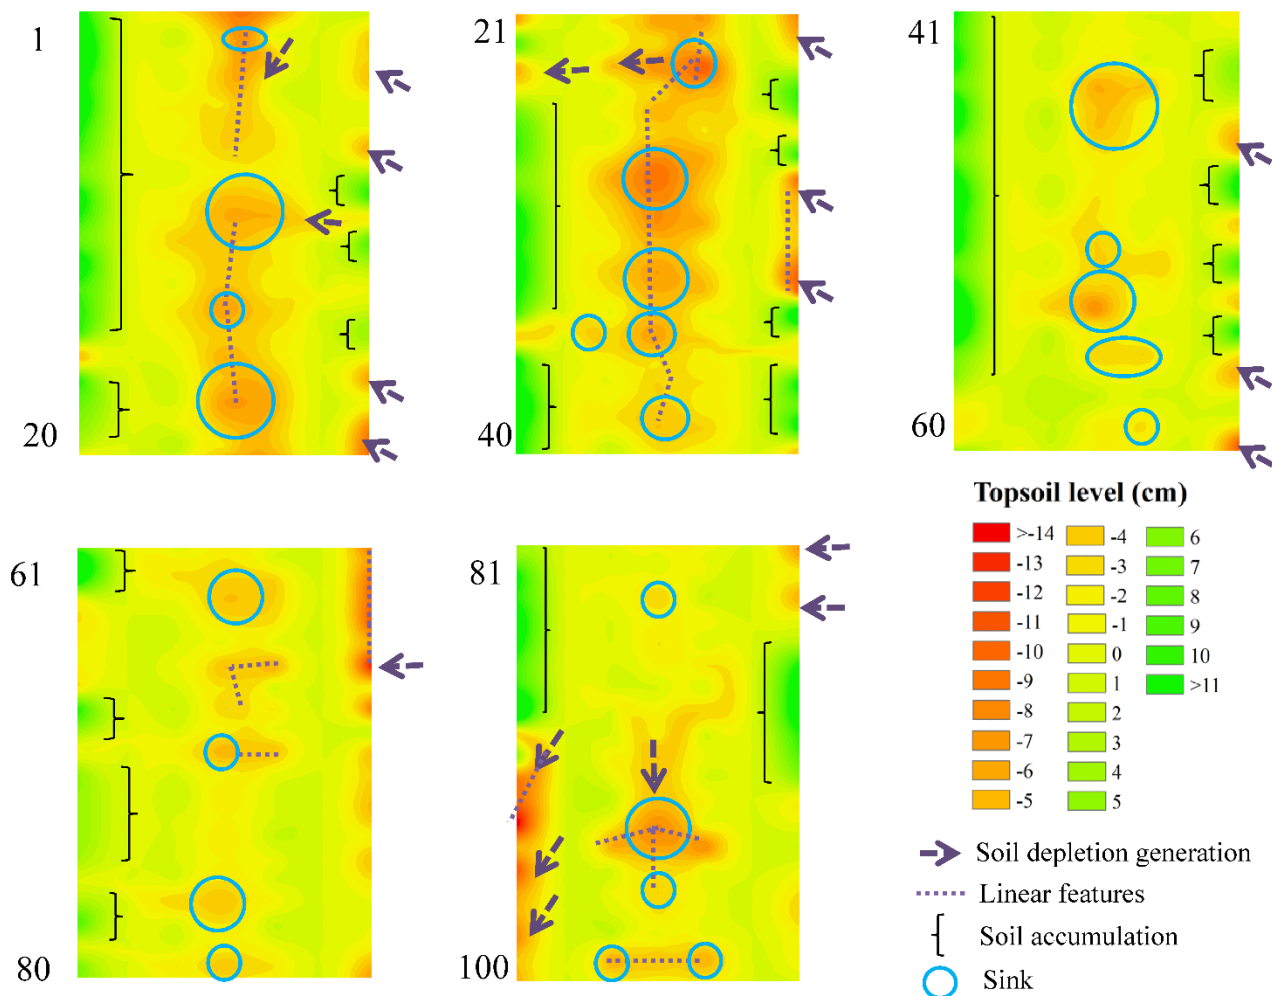 1
21
41
20
40
60
Topsoil level (cm)
>-14 -4 6
-13 -3 7
-12 -2 8
-11 -1 9
-10 0 10
-9 1 >11
-8 2
-7 3
-6 4
-5 5
61
81
Soil depletion generation
Linear features
Soil accumulation
Sink
80
100